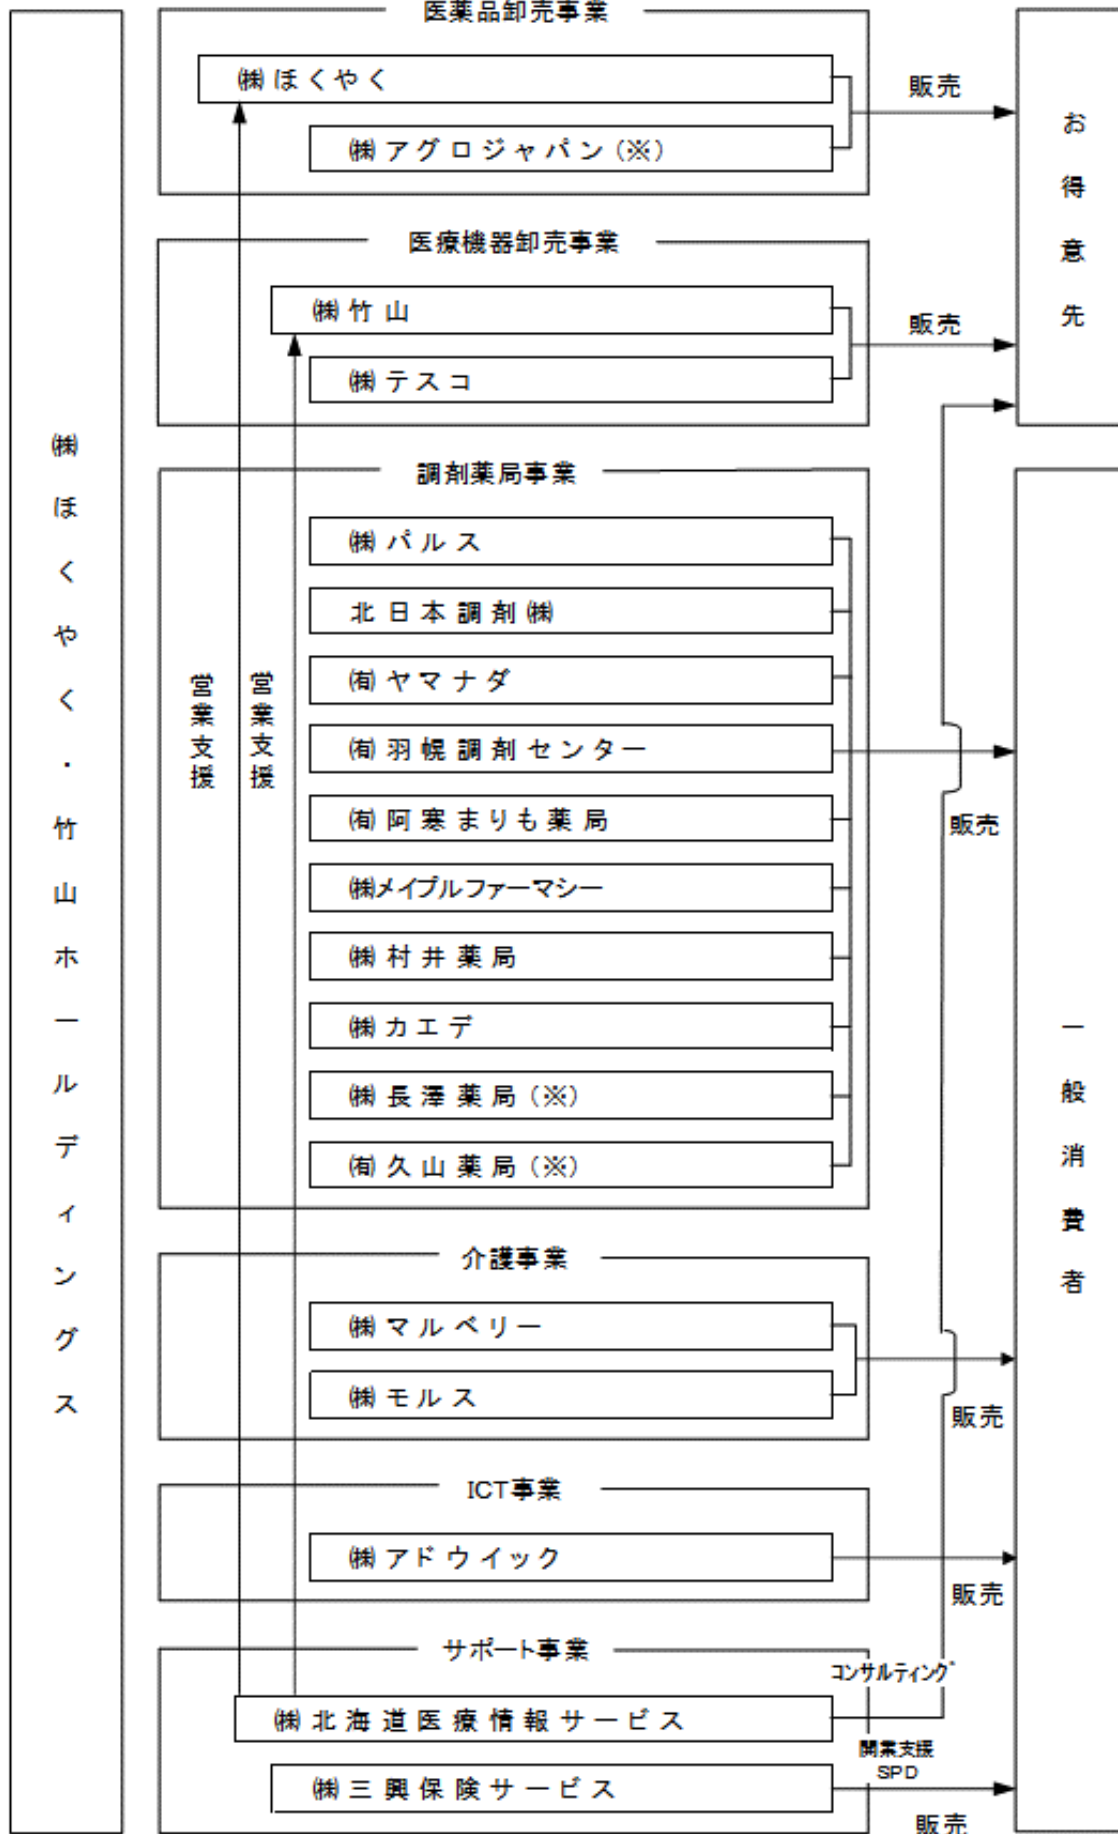 ㈱ほくやく・竹山ホールディングス
医薬品卸売事業
㈱ほくやく
㈱アグロジャパン(※)
販売
お得意先
医療機器卸売事業
㈱竹山
㈱テスコ
販売
調剤薬局事業
㈱パルス
北日本調剤㈱
㈲ヤマナダ
㈲羽幌調剤センター
㈲阿寒まりも薬局
㈱メイプルファーマシー
㈱村井薬局
㈱カエデ
㈱長澤薬局(※)
㈲久山薬局(※)
営業支援
営業支援
販売
一般消費者
介護事業
㈱マルベリー
㈱モルス
販売
ICT事業
㈱アドウイック
販売
サポート事業
コンサルティング
㈱北海道医療情報サービス
開業支援
SPD
㈱三興保険サービス
販売